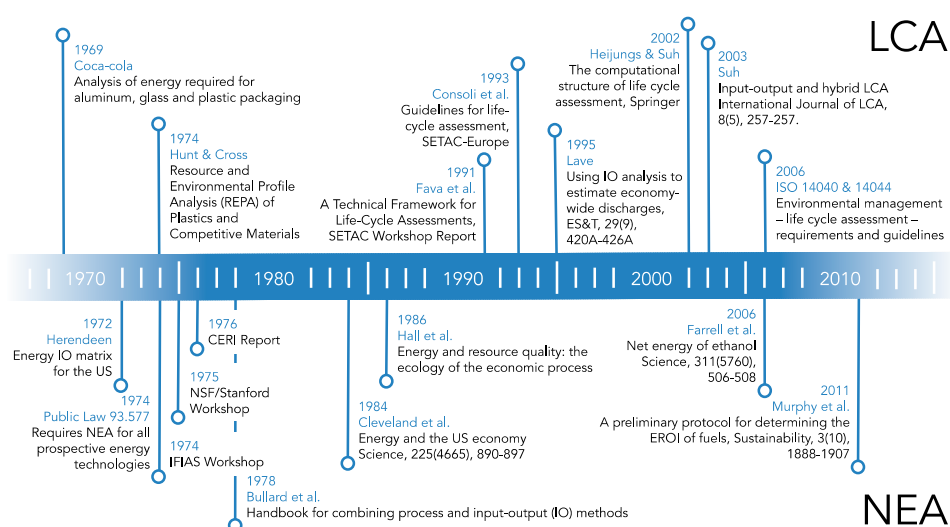 LCA
1969
Coca-cola
Analysis of energy required for
aluminum, glass and plastic packaging
1974
Hunt & Cross
Resource and
Environmental Profile
Analysis (REPA) of
Plastics and
Competitive Materials
1991
Fava et al.
A Technical Framework for
Life-Cycle Assessments,
SETAC Workshop Report
1993
Consoli et al.
Guidelines for life-
cycle assessment,
SETAC-Europe
1995
Lave
Using IO analysis to
estimate economy-
wide discharges,
ES&T, 29(9),
420A-426A
2002
Heijungs & Suh
The computational
structure of life cycle
assessment, Springer
2003
Suh
Input-output and hybrid LCA
International Journal of LCA,
8(5), 257-257.
2006
ISO 14040 & 14044
Environmental management
– life cycle assessment –
requirements and guidelines
1970
1980
1990
2000
2010
1972
Herendeen
Energy IO matrix
for the US
1974
Public Law 93.577
Requires NEA for all
prospective energy
technologies
1974
IFIAS Workshop
1975
NSF/Stanford
Workshop
1976
CERI Report
1978
Bullard et al.
Handbook for combining process and input-output (IO) methods
1984
Cleveland et al.
Energy and the US economy
Science, 225(4665), 890-897
1986
Hall et al.
Energy and resource quality: the
ecology of the economic process
2006
Farrell et al.
Net energy of ethanol
Science, 311(5760),
506-508
2011
Murphy et al.
A preliminary protocol for determining the
EROI of fuels, Sustainability, 3(10),
1888-1907
NEA